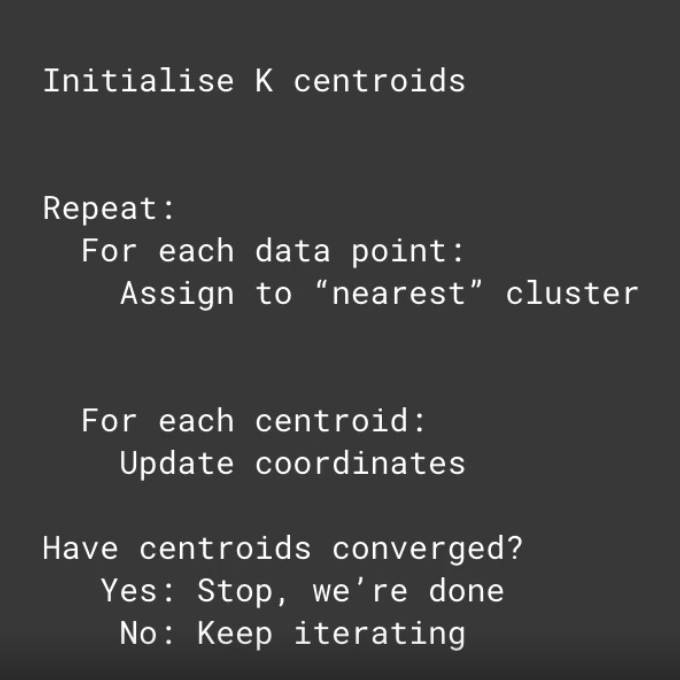 Initialise K centroids
Repeat:
For each data point:
Assign to “nearest” cluster
For each centroid:
Update coordinates
Have centroids converged?
Yes: Stop, we’re done
No: Keep iterating